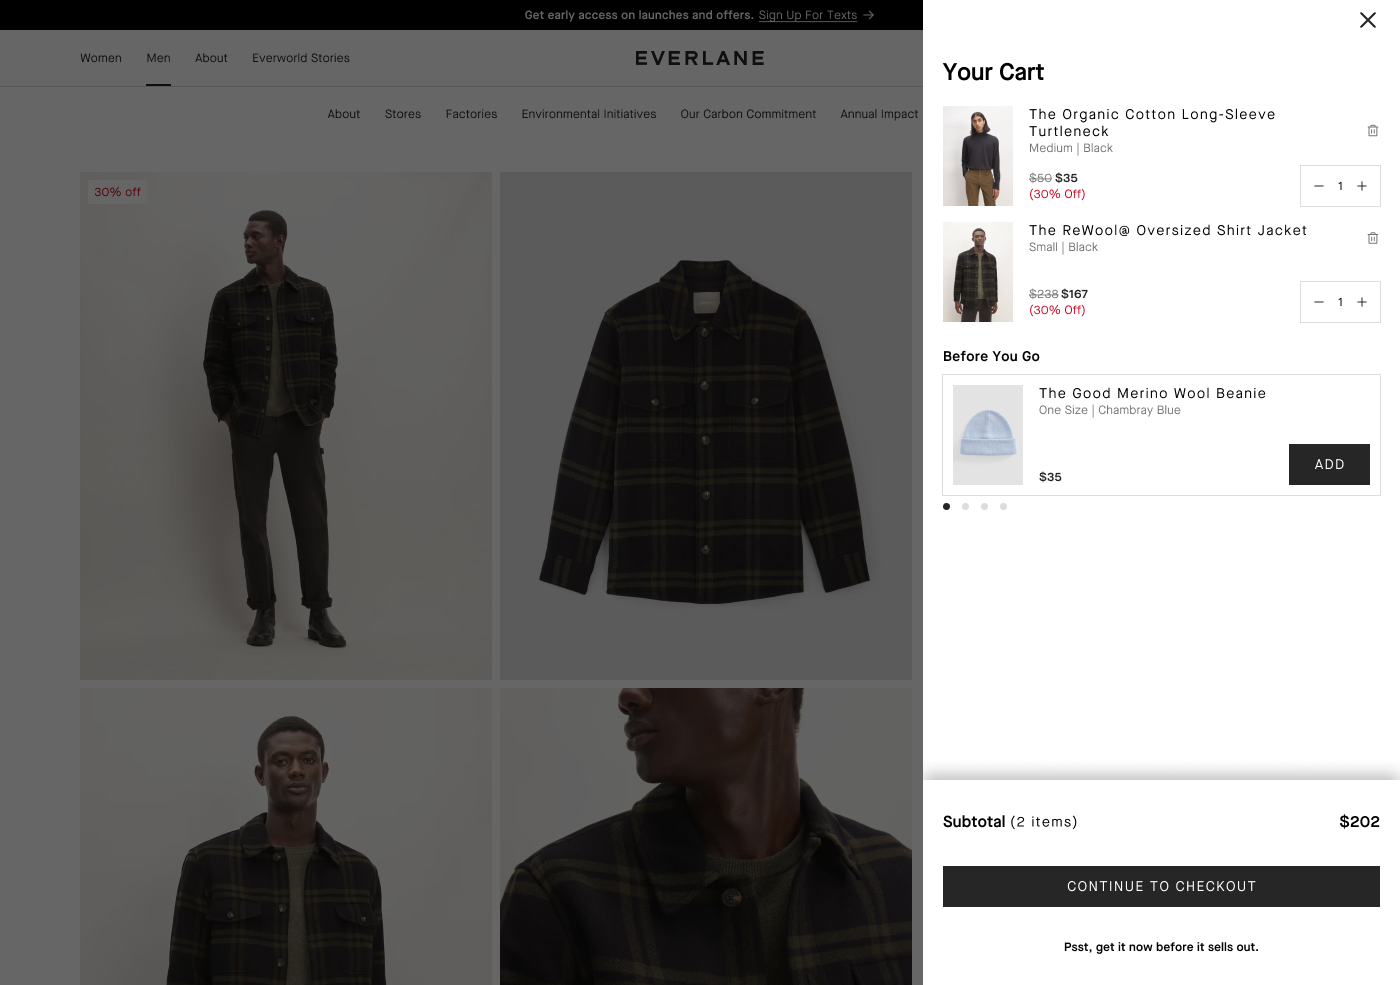 Get early access on launches and offers. Sign Up For Texts →
Women Men About Everworld Stories
EVERLANE
About Stores Factories Environmental Initiatives Our Carbon Commitment Annual Impact
30% off
Your Cart
The Organic Cotton Long-Sleeve
Turtleneck
Medium | Black
$50 $35
(30% Off)
1
The ReWool@ Oversized Shirt Jacket
Small | Black
$238 $167
(30% Off)
1
Before You Go
The Good Merino Wool Beanie
One Size | Chambray Blue
$35
ADD
Subtotal (2 items) $202
CONTINUE TO CHECKOUT
Psst, get it now before it sells out.